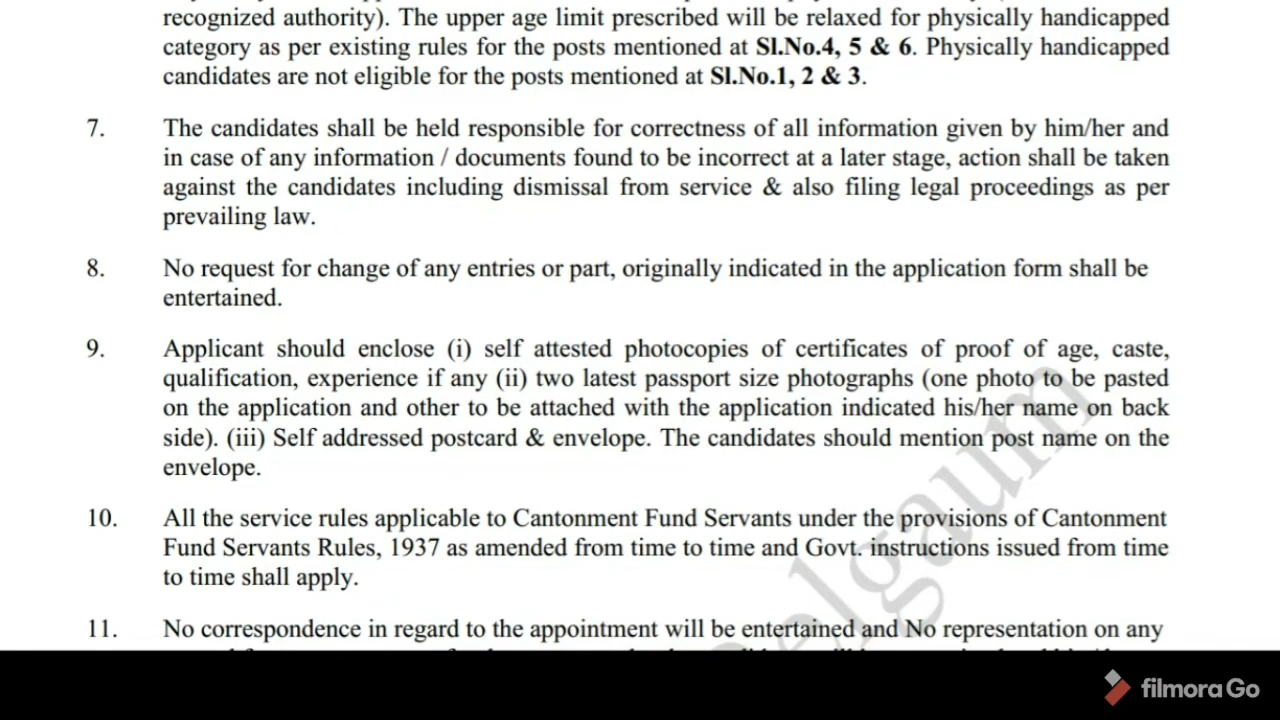 recognized authority). The upper age limit prescribed will be relaxed for physically handicapped
category as per existing rules for the posts mentioned at Sl.No.4, 5 & 6. Physically handicapped
candidates are not eligible for the posts mentioned at Sl.No.1, 2 & 3.
7. The candidates shall be held responsible for correctness of all information given by him/her and
in case of any information / documents found to be incorrect at a later stage, action shall be taken
against the candidates including dismissal from service & also filing legal proceedings as per
prevailing law.
8. No request for change of any entries or part, originally indicated in the application form shall be
entertained.
9. Applicant should enclose (i) self attested photocopies of certificates of proof of age, caste,
qualification, experience if any (ii) two latest passport size photographs (one photo to be pasted
on the application and other to be attached with the application indicated his/her name on back
side). (iii) Self addressed postcard & envelope. The candidates should mention post name on the
envelope.
10. All the service rules applicable to Cantonment Fund Servants under the provisions of Cantonment
Fund Servants Rules, 1937 as amended from time to time and Govt. instructions issued from time
to time shall apply.
11. No correspondence in regard to the appointment will be entertained and No representation on any
elgaum
filmoraGo